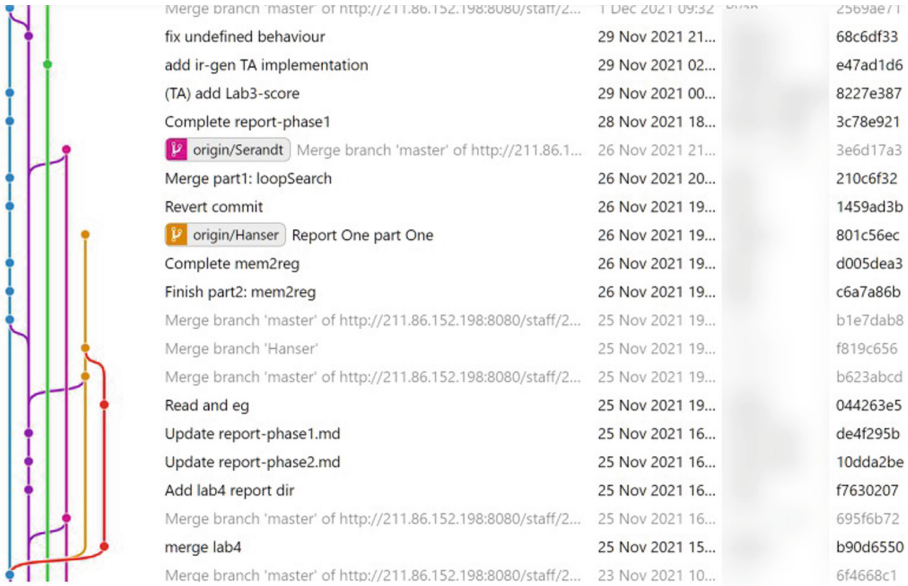 Merge branch 'master' of http://211.86.152.198:8080/staff/2... 1 Dec 2021 09:32 2569ae71
fix undefined behaviour 29 Nov 2021 21... 68c6df33
add ir-gen TA implementation 29 Nov 2021 02... e47ad1d6
(TA) add Lab3-score 29 Nov 2021 00... 8227e387
Complete report-phase1 28 Nov 2021 18... 3c78e921
origin/Serandt Merge branch 'master' of http://211.86.1... 26 Nov 2021 21... 3e6d17a3
Merge part1: loopSearch 26 Nov 2021 20... 210c6f32
Revert commit 26 Nov 2021 19... 1459ad3b
origin/Hanser Report One part One 26 Nov 2021 19... 801c56ec
Complete mem2reg 26 Nov 2021 19... d005dea3
Finish part2: mem2reg 26 Nov 2021 19... c6a7a86b
Merge branch 'master' of http://211.86.152.198:8080/staff/2... 25 Nov 2021 19... b1e7dab8
Merge branch 'Hanser' 25 Nov 2021 19... f819c656
Merge branch 'master' of http://211.86.152.198:8080/staff/2... 25 Nov 2021 19... b623abcd
Read and eg 25 Nov 2021 19... 044263e5
Update report-phase1.md 25 Nov 2021 16... de4f295b
Update report-phase2.md 25 Nov 2021 16... 10dda2be
Add lab4 report dir 25 Nov 2021 16... f7630207
Merge branch 'master' of http://211.86.152.198:8080/staff/2... 25 Nov 2021 16... 695f6b72
merge lab4 25 Nov 2021 15... b90d6550
Merge branch 'master' of http://211.86.152.198:8080/staff/2... 23 Nov 2021 10... 6f4668c1